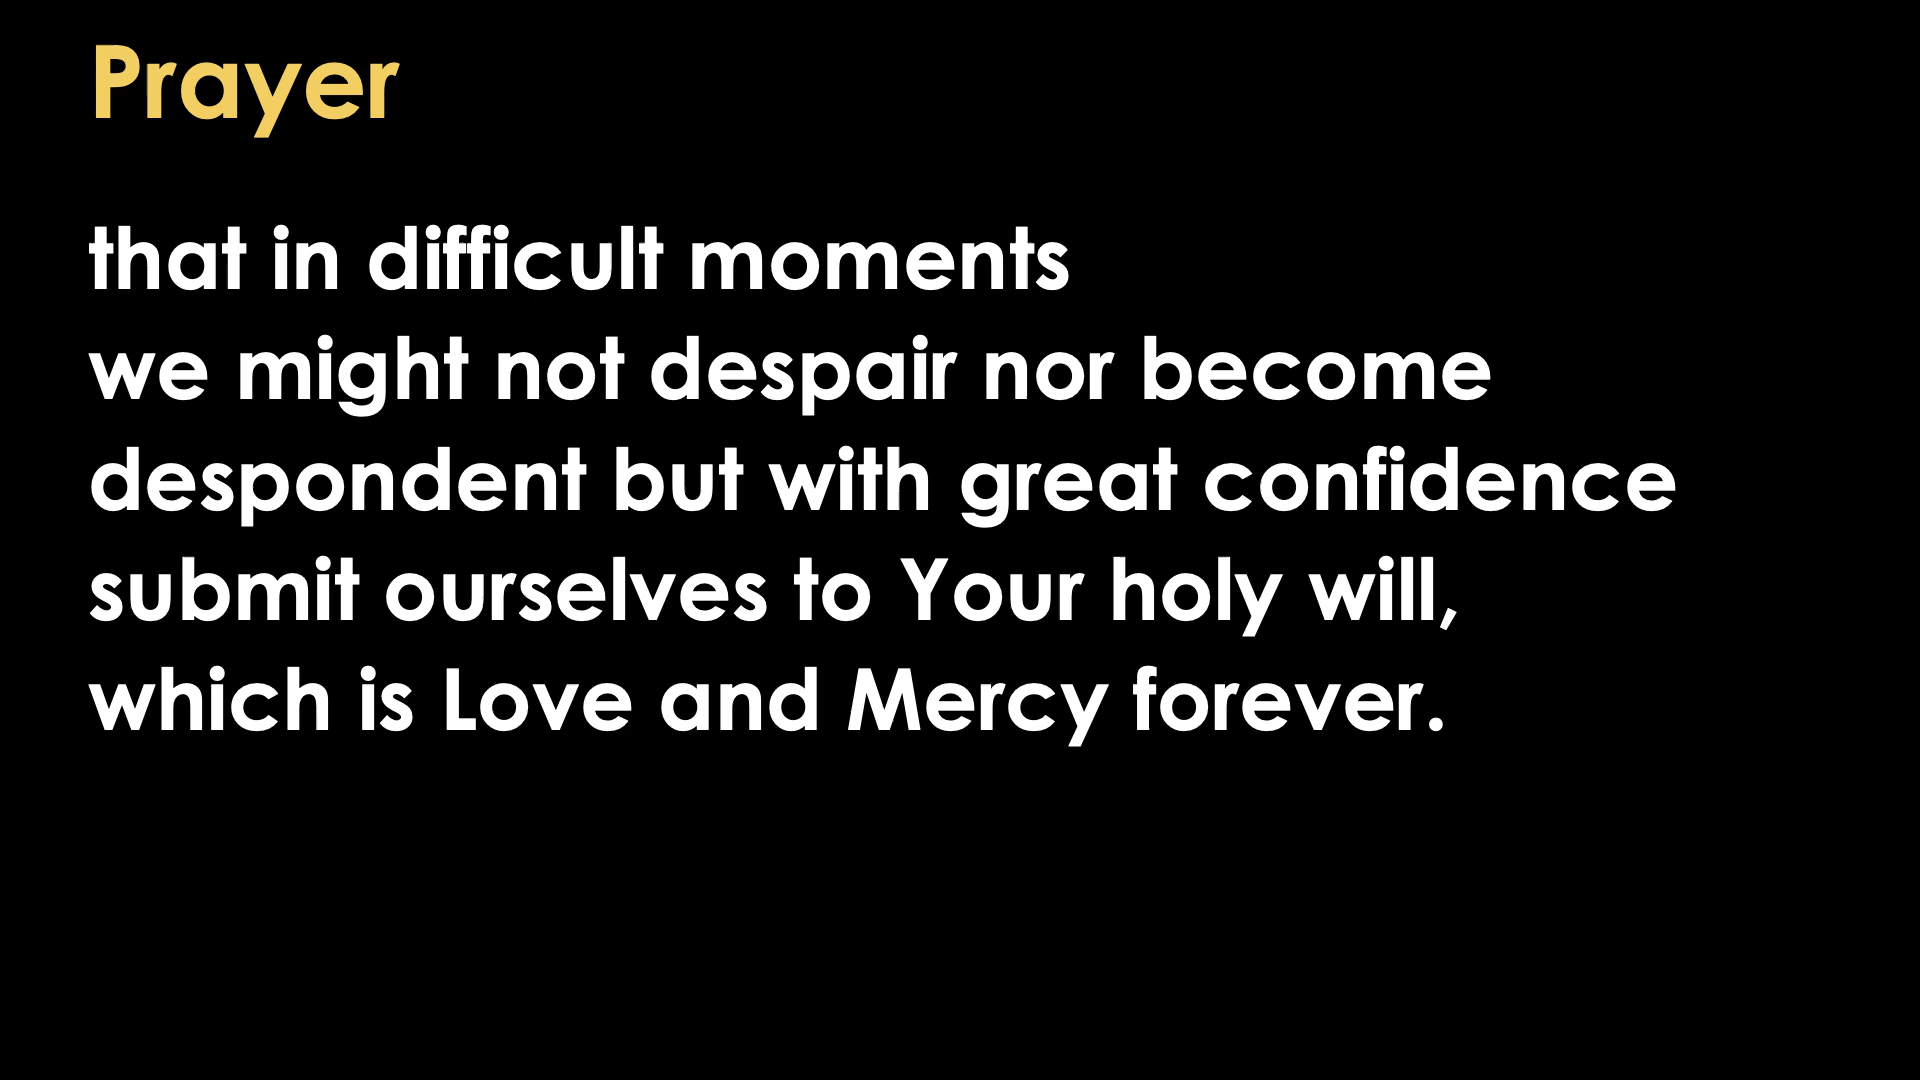 Prayer
that in difficult moments
we might not despair nor become
despondent but with great confidence
submit ourselves to Your holy will,
which is Love and Mercy forever.